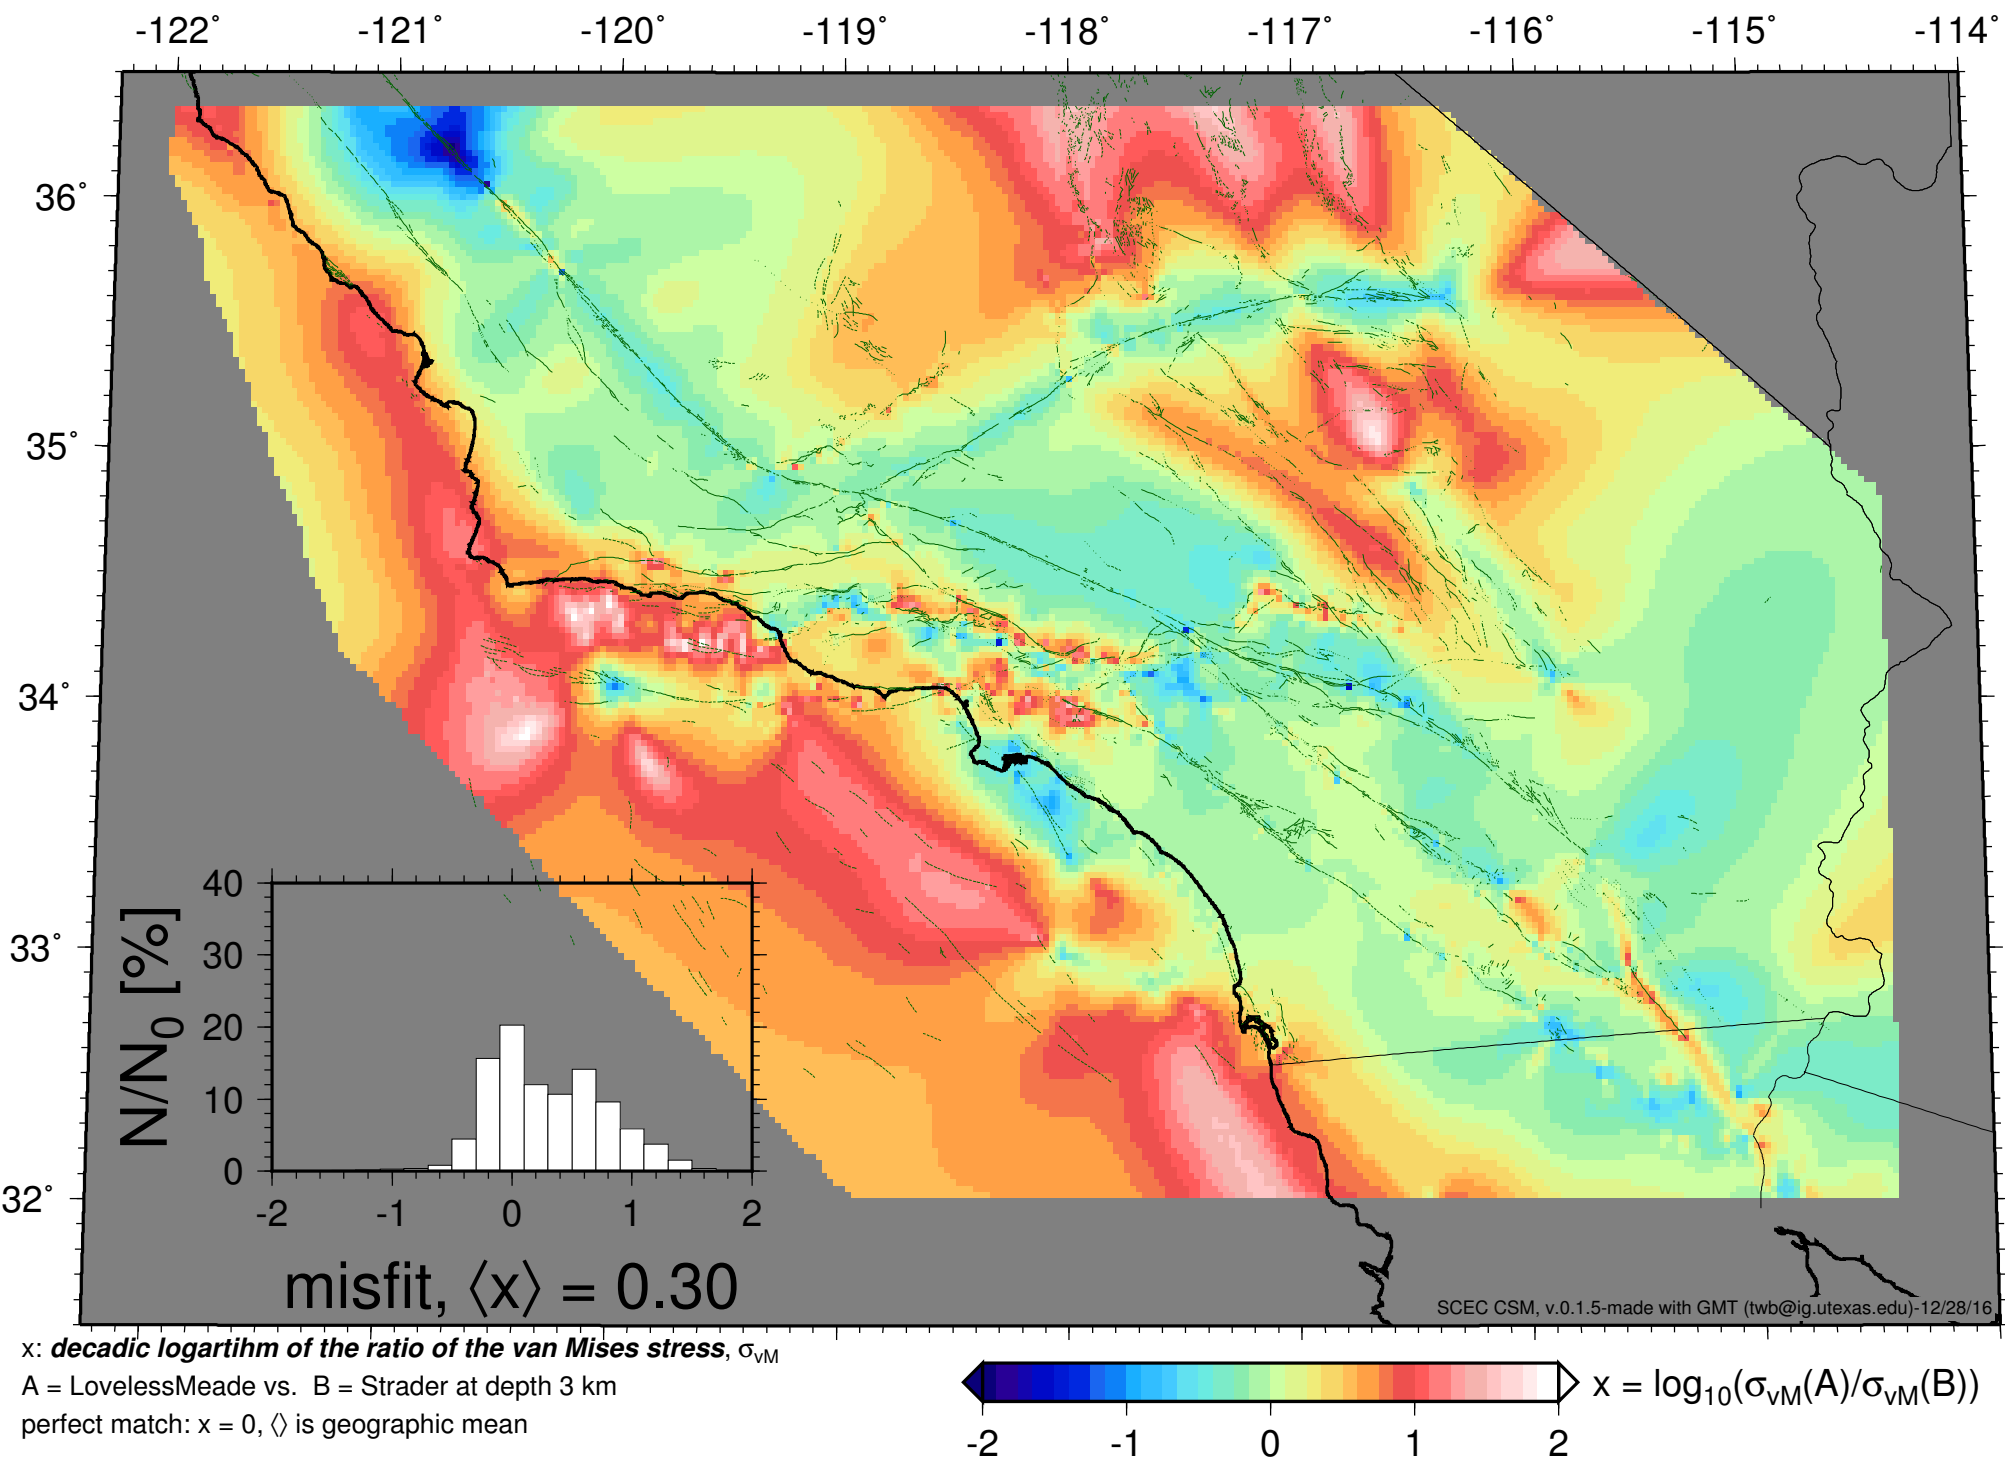 -122° -121° -120° -119° -118° -117° -116° -115° -114°
36°
35°
34°
33°
32°
40
30
20
10
0
N/N₀ [%]
-2 -1 0 1 2
misfit, ⟨x⟩ = 0.30
SCEC CSM, v.0.1.5-made with GMT (twb@ig.utexas.edu)-12/28/16
x: decadic logartihm of the ratio of the van Mises stress, σvM
A = LovelessMeade vs. B = Strader at depth 3 km
perfect match: x = 0, ⟨⟩ is geographic mean
x = log₁₀(σvM(A)/σvM(B))
-2 -1 0 1 2